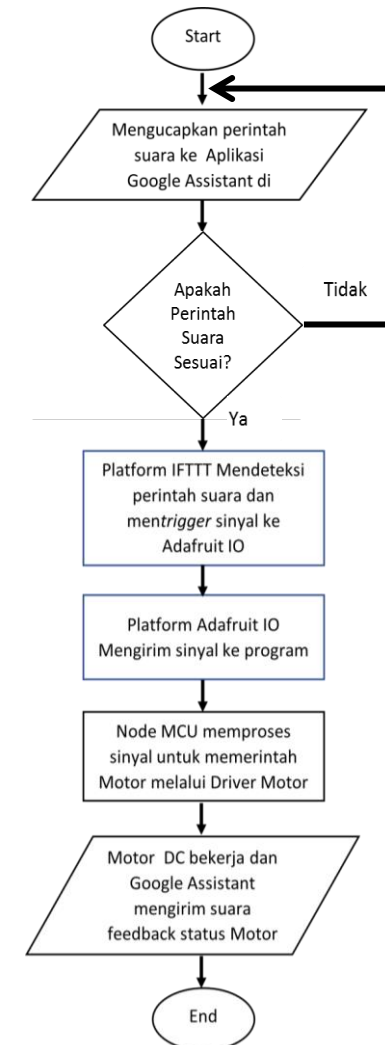 Start
Mengucapkan perintah
suara ke Aplikasi
Google Assistant di
Apakah
Perintah
Suara
Sesuai?
Tidak
Ya
Platform IFTTT Mendeteksi
perintah suara dan
mentrigger sinyal ke
Adafruit IO
Platform Adafruit IO
Mengirim sinyal ke program
Node MCU memproses
sinyal untuk memerintah
Motor melalui Driver Motor
Motor DC bekerja dan
Google Assistant
mengirim suara
feedback status Motor
End